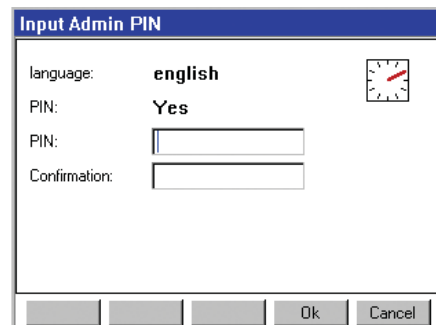 Input Admin PIN
language: english
PIN: Yes
PIN:
Confirmation:
Ok Cancel